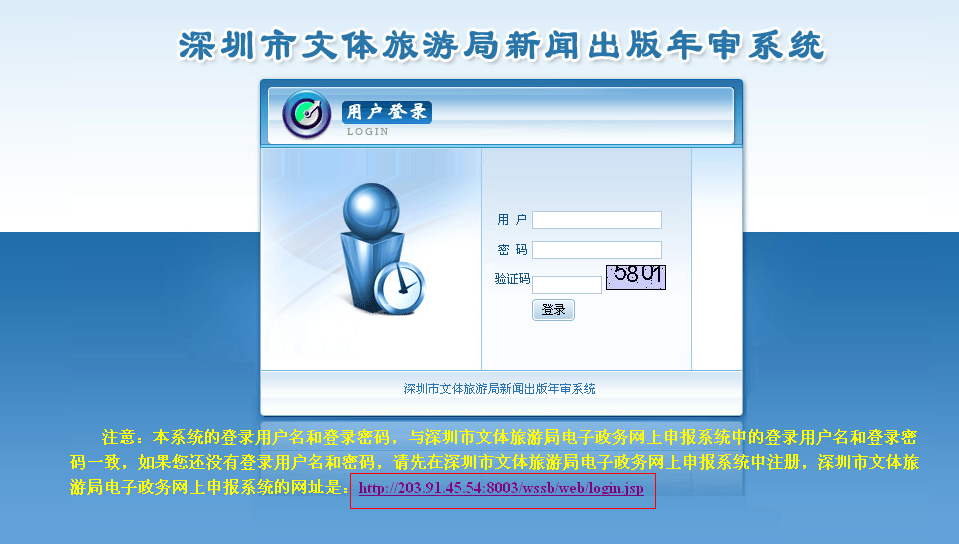 深圳市文体旅游局新闻出版年审系统
用户登录
LOGIN
用 户
密 码
验证码
5801
登录
深圳市文体旅游局新闻出版年审系统
注意：本系统的登录用户名和登录密码，与深圳市文体旅游局电子政务网上申报系统中的登录用户名和登录密
码一致，如果您还没有登录用户名和密码，请先在深圳市文体旅游局电子政务网上申报系统中注册，深圳市文体旅
游局电子政务网上申报系统的网址是：http://203.91.45.54:8003/wssb/web/login.jsp